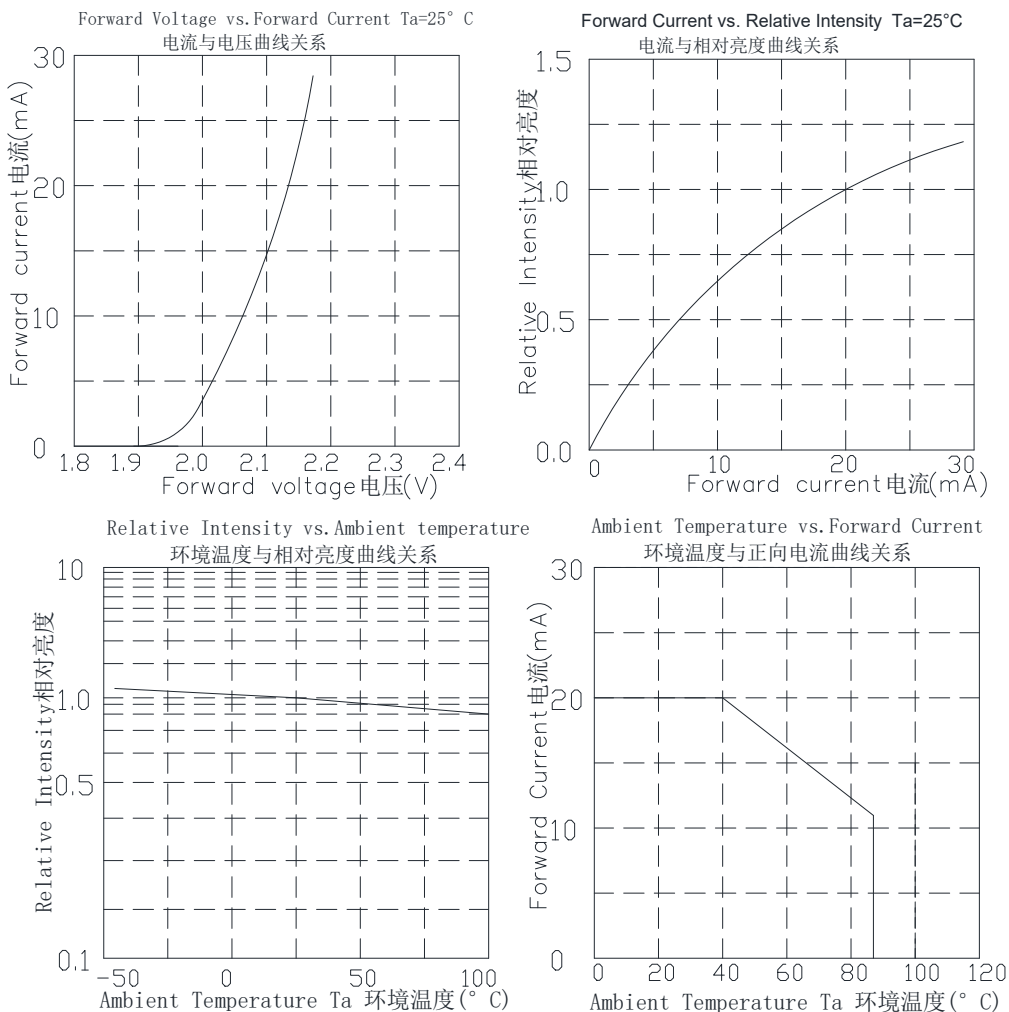 Forward Voltage vs.Forward Current Ta=25° C
电流与电压曲线关系
30
20
10
0
Forward current电流(mA)
1.8 1.9 2.0 2.1 2.2 2.3 2.4
Forward voltage电压(V)
Forward Current vs. Relative Intensity Ta=25°C
电流与相对亮度曲线关系
1.5
1.0
0.5
0.0
Relative Intensity相对亮度
0 10 20 30
Forward current电流(mA)
Relative Intensity vs.Ambient temperature
环境温度与相对亮度曲线关系
10
1.0
0.5
0.1
Relative Intensity相对亮度
-50 0 50 100
Ambient Temperature Ta 环境温度(° C)
Ambient Temperature vs.Forward Current
环境温度与正向电流曲线关系
30
20
10
0
Forward Current电流(mA)
0 20 40 60 80 100 120
Ambient Temperature Ta 环境温度(° C)